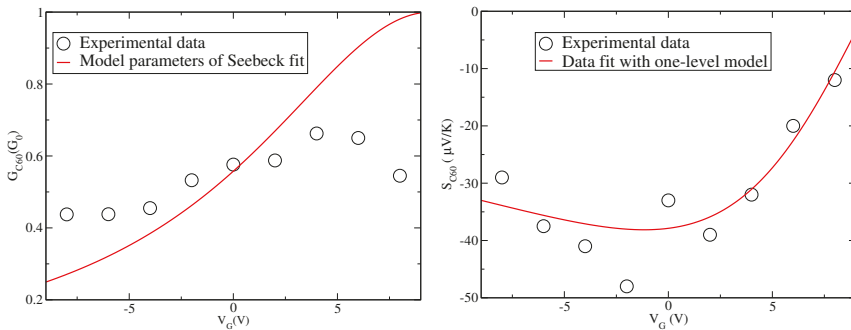 1
0.8
0.6
0.4
0.2
G_C60(G_0)
Experimental data
Model parameters of Seebeck fit
-5
0
5
V_G(V)
0
-10
-20
-30
-40
-50
S_C60 ( μV/K)
Experimental data
Data fit with one-level model
-5
0
5
V_G (V)